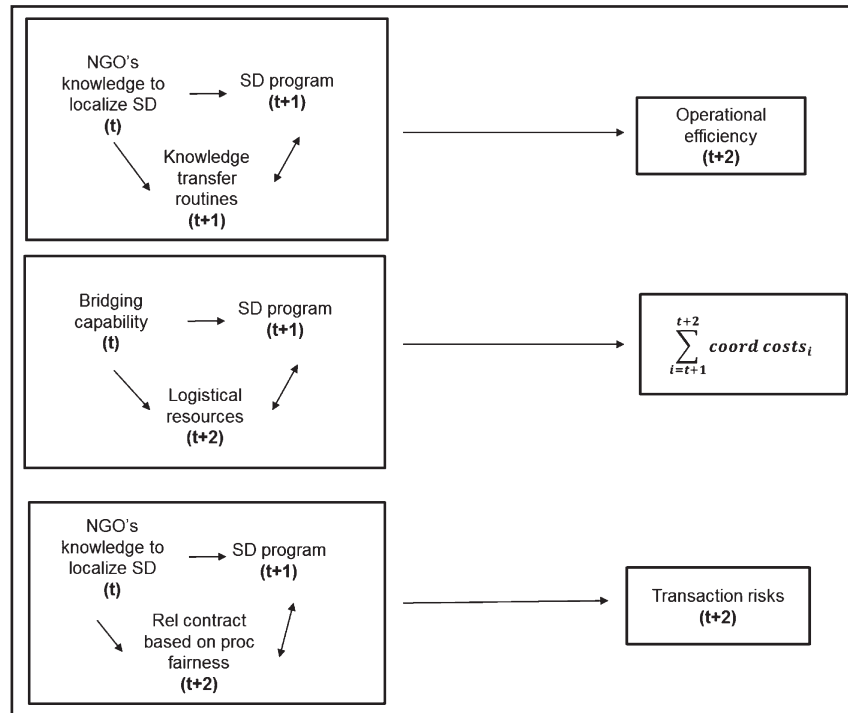 NGO's
knowledge to
localize SD
(t)
SD program
(t+1)
Knowledge
transfer
routines
(t+1)
Operational
efficiency
(t+2)
Bridging
capability
(t)
SD program
(t+1)
Logistical
resources
(t+2)
t+2
∑ coord costsᵢ
i=t+1
NGO's
knowledge to
localize SD
(t)
SD program
(t+1)
Rel contract
based on proc
fairness
(t+2)
Transaction risks
(t+2)